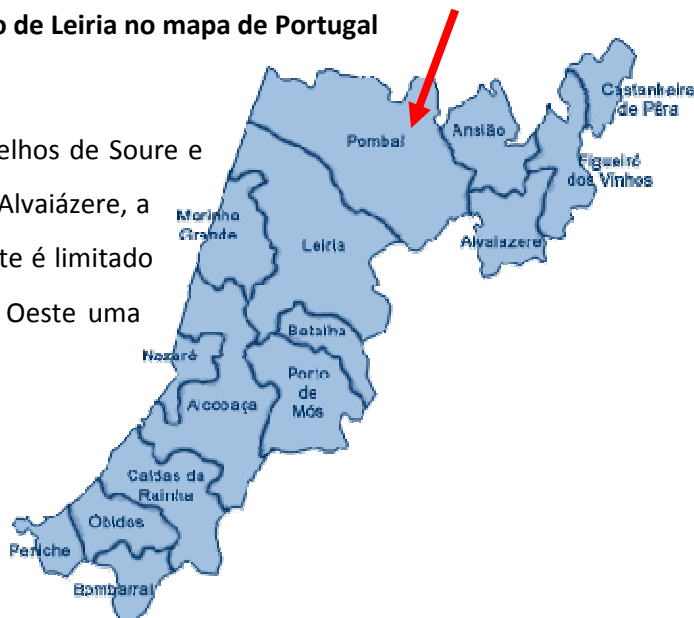 o de Leiria no mapa de Portugal
elhos de Soure e
Alvaiázere, a
te é limitado
Oeste uma
Castanheira
de Pêra
Ansião
Pombal
Figueiró
dos Vinhos
Marinha
Grande
Leiria
Alvaiazere
Batalha
Nazaré
Porto
de
Mós
Alcobaça
Caldas da
Rainha
Óbidos
Peniche
Bombarral